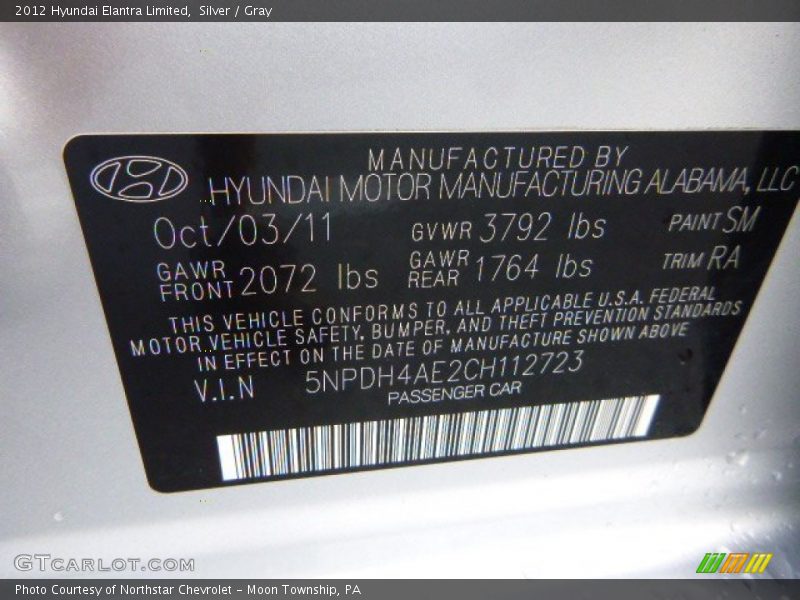 2012 Hyundai Elantra Limited,  Silver / Gray
MANUFACTURED BY
HYUNDAI MOTOR MANUFACTURING ALABAMA, LLC
Oct/03/11 GVWR 3792 lbs PAINT SM
GAWR FRONT 2072 lbs GAWR REAR 1764 lbs TRIM RA
THIS VEHICLE CONFORMS TO ALL APPLICABLE U.S.A. FEDERAL
MOTOR VEHICLE SAFETY, BUMPER, AND THEFT PREVENTION STANDARDS
IN EFFECT ON THE DATE OF MANUFACTURE SHOWN ABOVE
V.I.N 5NPDH4AE2CH112723
PASSENGER CAR
GTCARLOT.COM
Photo Courtesy of Northstar Chevrolet – Moon Township, PA